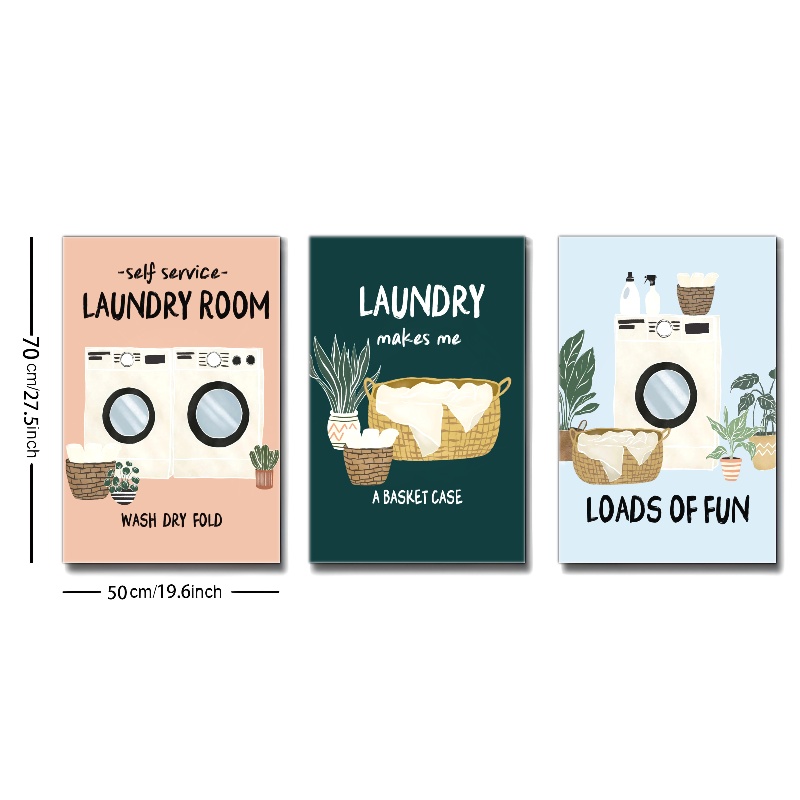 -self service-
LAUNDRY ROOM
WASH DRY FOLD
LAUNDRY
makes me
A BASKET CASE
LOADS OF FUN
70cm/27.5inch
50cm/19.6inch